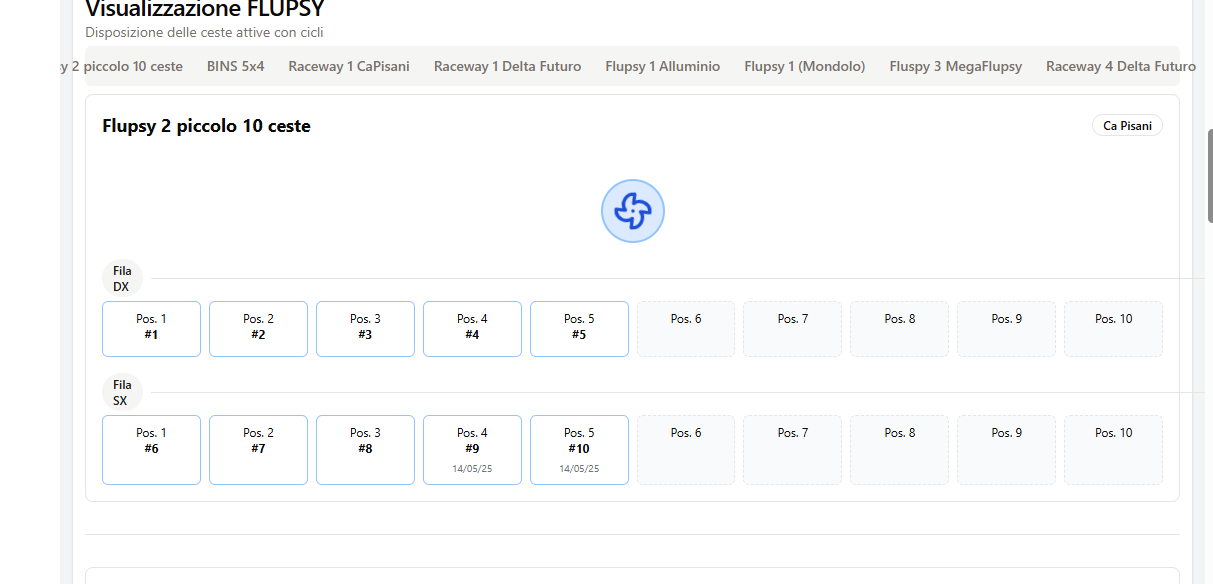 Visualizzazione FLUPSY
Disposizione delle ceste attive con cicli
y 2 piccolo 10 ceste BINS 5x4 Raceway 1 CaPisani Raceway 1 Delta Futuro Flupsy 1 Alluminio Flupsy 1 (Mondolo) Fluspy 3 MegaFlupsy Raceway 4 Delta Futuro
Flupsy 2 piccolo 10 ceste
Ca Pisani
Fila
DX
Pos. 1 Pos. 2 Pos. 3 Pos. 4 Pos. 5 Pos. 6 Pos. 7 Pos. 8 Pos. 9 Pos. 10
#1 #2 #3 #4 #5
Fila
SX
Pos. 1 Pos. 2 Pos. 3 Pos. 4 Pos. 5 Pos. 6 Pos. 7 Pos. 8 Pos. 9 Pos. 10
#6 #7 #8 #9 #10
14/05/25 14/05/25